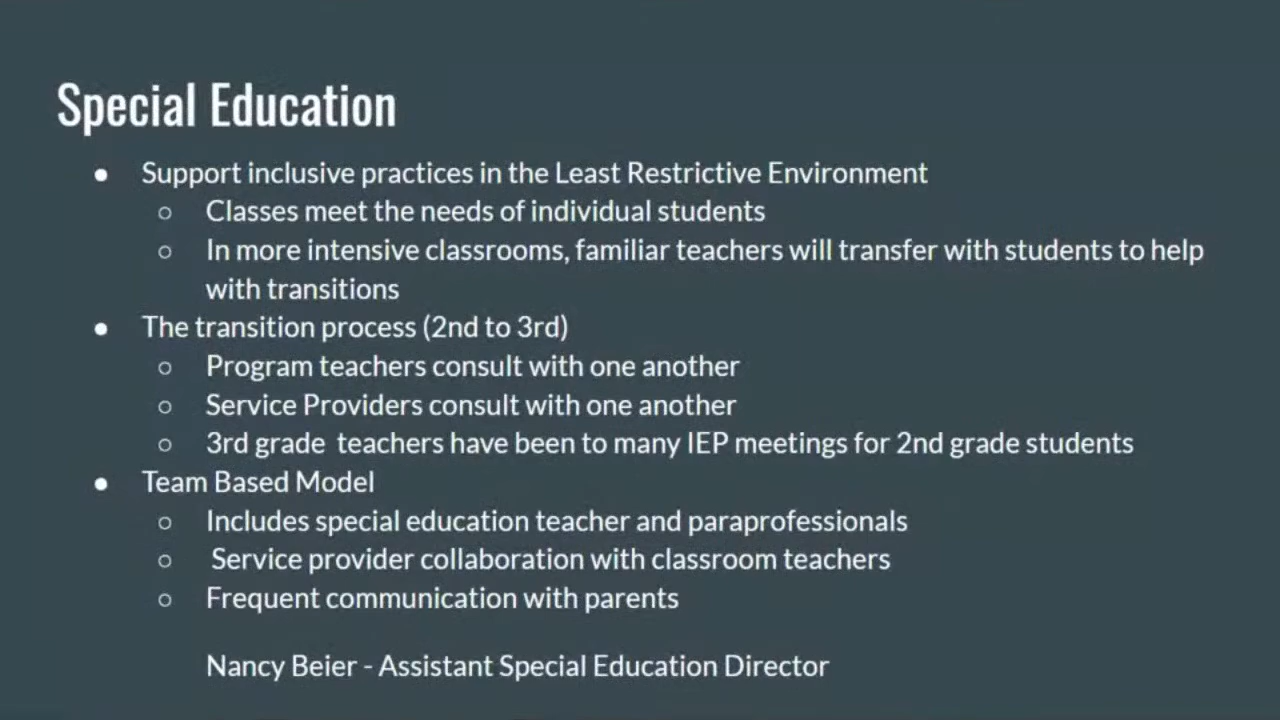 Special Education
● Support inclusive practices in the Least Restrictive Environment
○ Classes meet the needs of individual students
○ In more intensive classrooms, familiar teachers will transfer with students to help
with transitions
● The transition process (2nd to 3rd)
○ Program teachers consult with one another
○ Service Providers consult with one another
○ 3rd grade  teachers have been to many IEP meetings for 2nd grade students
● Team Based Model
○ Includes special education teacher and paraprofessionals
○ Service provider collaboration with classroom teachers
○ Frequent communication with parents
Nancy Beier - Assistant Special Education Director